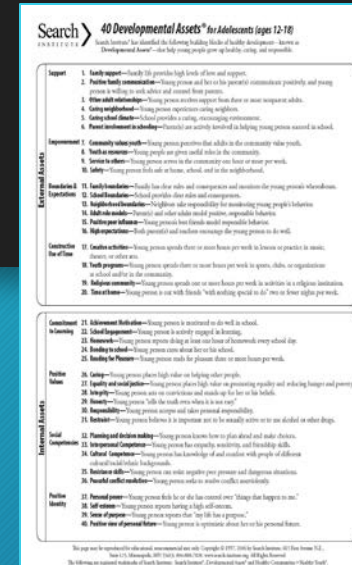 Search INSTITUTE
40 Developmental Assets® for Adolescents (ages 12-18)
Search Institute® has identified the following building blocks of healthy development—known as
Developmental Assets®—that help young people grow up healthy, caring, and responsible.
External Assets
Support
1. Family support—Family life provides high levels of love and support.
2. Positive family communication—Young person and her or his parent(s) communicate positively, and young
person is willing to seek advice and counsel from parents.
3. Other adult relationships—Young person receives support from three or more nonparent adults.
4. Caring neighborhood—Young person experiences caring neighbors.
5. Caring school climate—School provides a caring, encouraging environment.
6. Parent involvement in schooling—Parent(s) are actively involved in helping young person succeed in school.
Empowerment
7. Community values youth—Young person perceives that adults in the community value youth.
8. Youth as resources—Young people are given useful roles in the community.
9. Service to others—Young person serves in the community one hour or more per week.
10. Safety—Young person feels safe at home, school, and in the neighborhood.
Boundaries & Expectations
11. Family boundaries—Family has clear rules and consequences and monitors the young person's whereabouts.
12. School Boundaries—School provides clear rules and consequences.
13. Neighborhood boundaries—Neighbors take responsibility for monitoring young people's behavior.
14. Adult role models—Parent(s) and other adults model positive, responsible behavior.
15. Positive peer influence—Young person's best friends model responsible behavior.
16. High expectations—Both parent(s) and teachers encourage the young person to do well.
Constructive Use of Time
17. Creative activities—Young person spends three or more hours per week in lessons or practice in music,
theater, or other arts.
18. Youth programs—Young person spends three or more hours per week in sports, clubs, or organizations
at school and/or in the community.
19. Religious community—Young person spends one or more hours per week in activities in a religious institution.
20. Time at home—Young person is out with friends "with nothing special to do" two or fewer nights per week.
Internal Assets
Commitment to Learning
21. Achievement Motivation—Young person is motivated to do well in school.
22. School Engagement—Young person is actively engaged in learning.
23. Homework—Young person reports doing at least one hour of homework every school day.
24. Bonding to school—Young person cares about her or his school.
25. Reading for Pleasure—Young person reads for pleasure three or more hours per week.
Positive Values
26. Caring—Young person places high value on helping other people.
27. Equality and social justice—Young person places high value on promoting equality and reducing hunger and poverty.
28. Integrity—Young person acts on convictions and stands up for her or his beliefs.
29. Honesty—Young person "tells the truth even when it is not easy."
30. Responsibility—Young person accepts and takes personal responsibility.
31. Restraint—Young person believes it is important not to be sexually active or to use alcohol or other drugs.
Social Competencies
32. Planning and decision making—Young person knows how to plan ahead and make choices.
33. Interpersonal Competence—Young person has empathy, sensitivity, and friendship skills.
34. Cultural Competence—Young person has knowledge of and comfort with people of different
cultural/racial/ethnic backgrounds.
35. Resistance skills—Young person can resist negative peer pressure and dangerous situations.
36. Peaceful conflict resolution—Young person seeks to resolve conflict nonviolently.
Positive Identity
37. Personal power—Young person feels he or she has control over "things that happen to me."
38. Self-esteem—Young person reports having a high self-esteem.
39. Sense of purpose—Young person reports that "my life has a purpose."
40. Positive view of personal future—Young person is optimistic about her or his personal future.